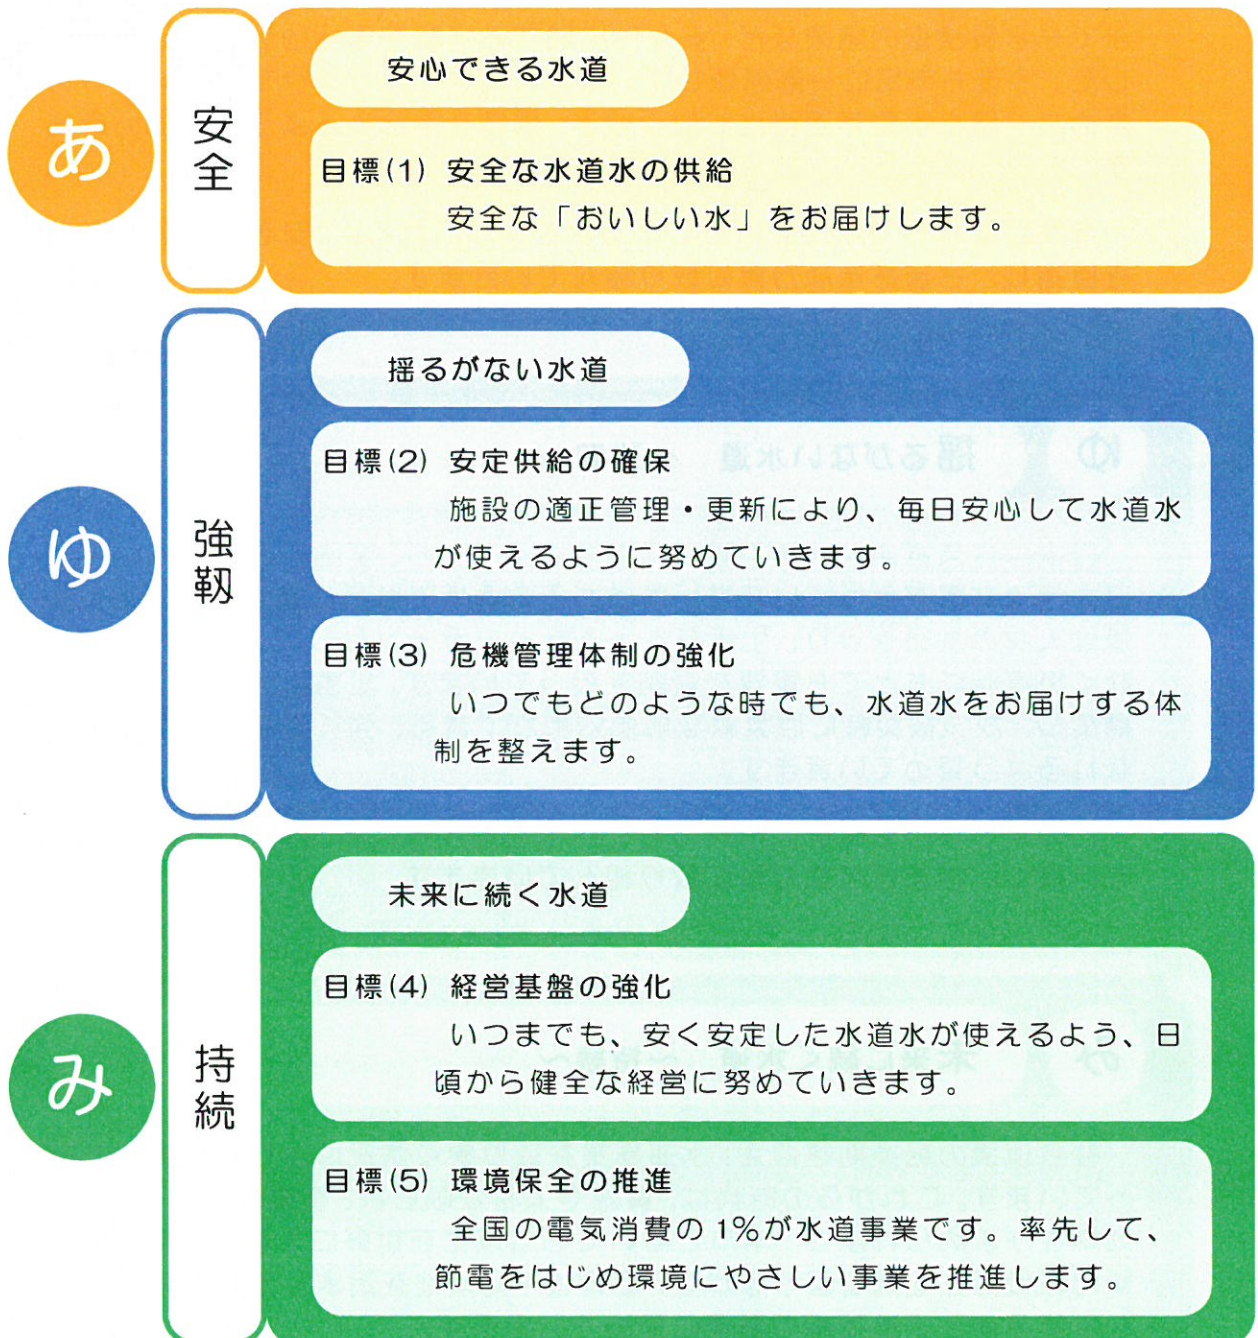 あ
安全
安心できる水道
目標(1) 安全な水道水の供給
安全な「おいしい水」をお届けします。
ゆ
強靱
揺るがない水道
目標(2) 安定供給の確保
施設の適正管理・更新により、毎日安心して水道水
が使えるように努めていきます。
目標(3) 危機管理体制の強化
いつでもどのような時でも、水道水をお届けする体
制を整えます。
み
持続
未来に続く水道
目標(4) 経営基盤の強化
いつまでも、安く安定した水道水が使えるよう、日
頃から健全な経営に努めていきます。
目標(5) 環境保全の推進
全国の電気消費の 1%が水道事業です。率先して、
節電をはじめ環境にやさしい事業を推進します。